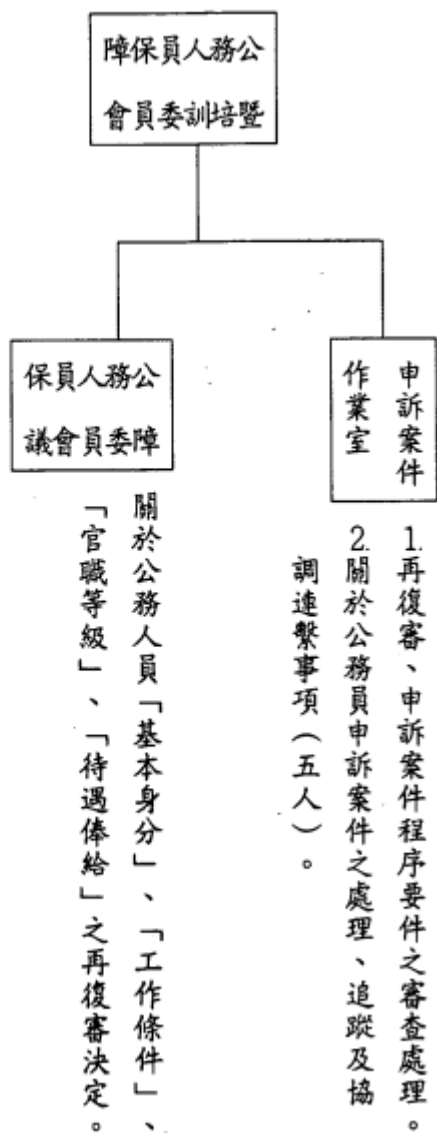 公務人員保障
暨培訓委員會
申訴案件
作業室
1.再復審、申訴案件程序要件之審查處理。
2.關於公務員申訴案件之處理、追蹤及協
調連繫事項（五人）。
公務人員保
障委員會議
關於公務人員「基本身分」、「工作條件」、
「官職等級」、「待遇俸給」之再復審決定。